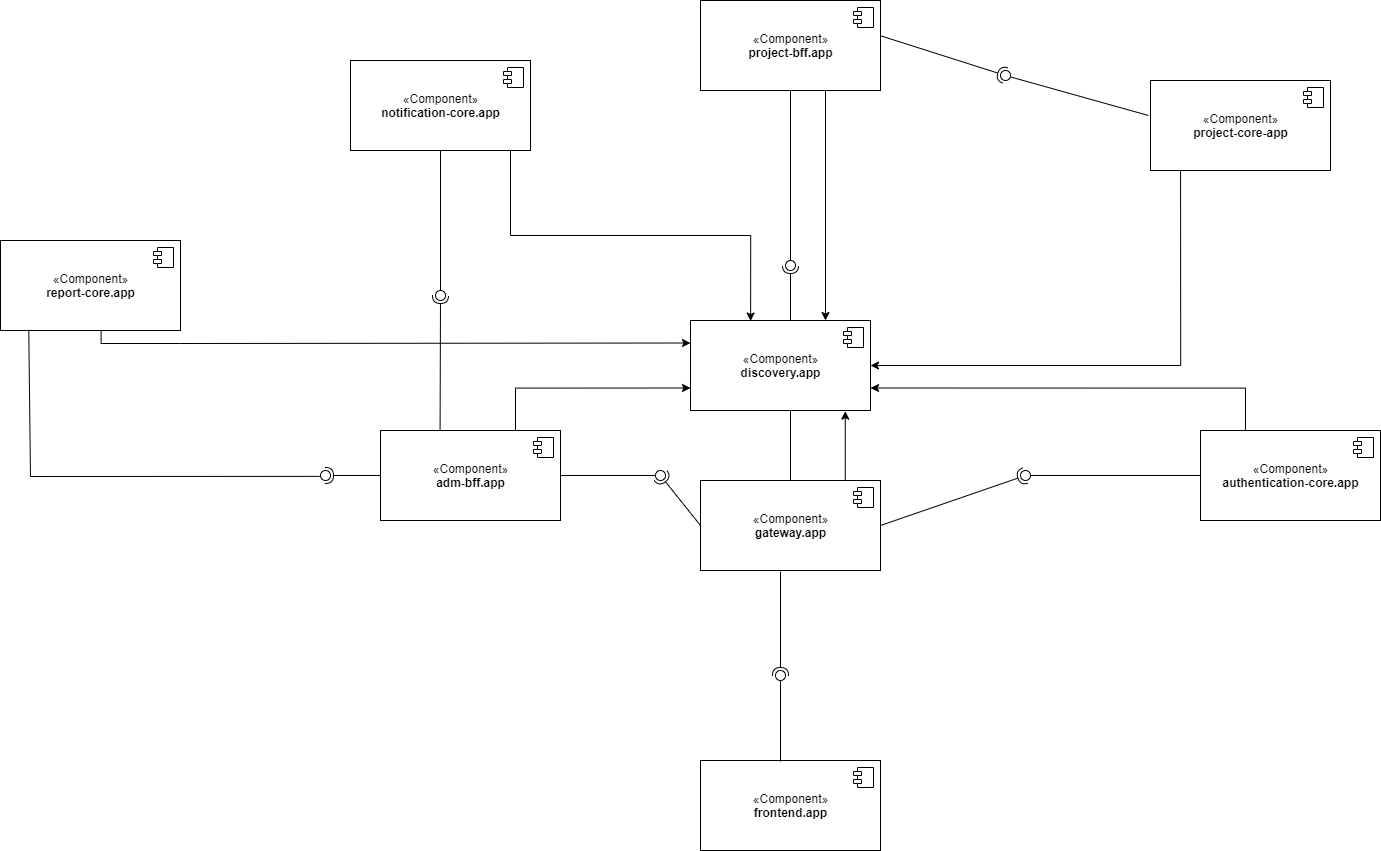 «Component»
project-bff.app
«Component»
notification-core.app
«Component»
project-core-app
«Component»
report-core.app
«Component»
discovery.app
«Component»
adm-bff.app
«Component»
authentication-core.app
«Component»
gateway.app
«Component»
frontend.app